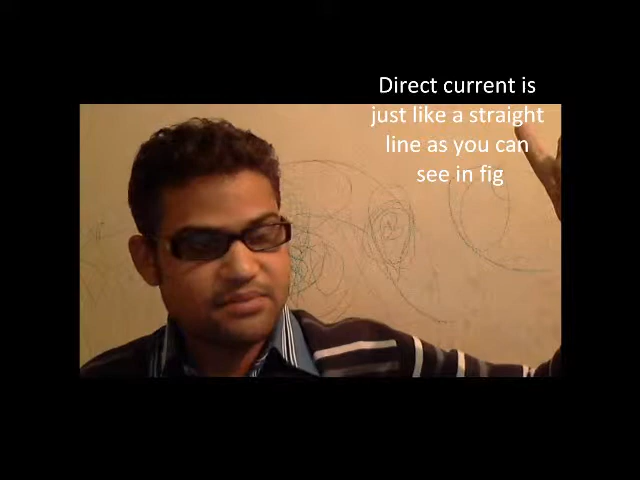 Direct current is
just like a straight
line as you can
see in fig